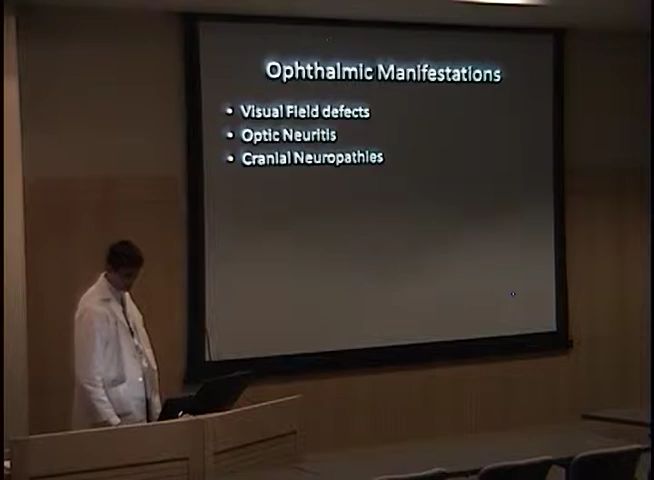 Ophthalmic Manifestations
• Visual Field defects
• Optic Neuritis
• Cranial Neuropathies